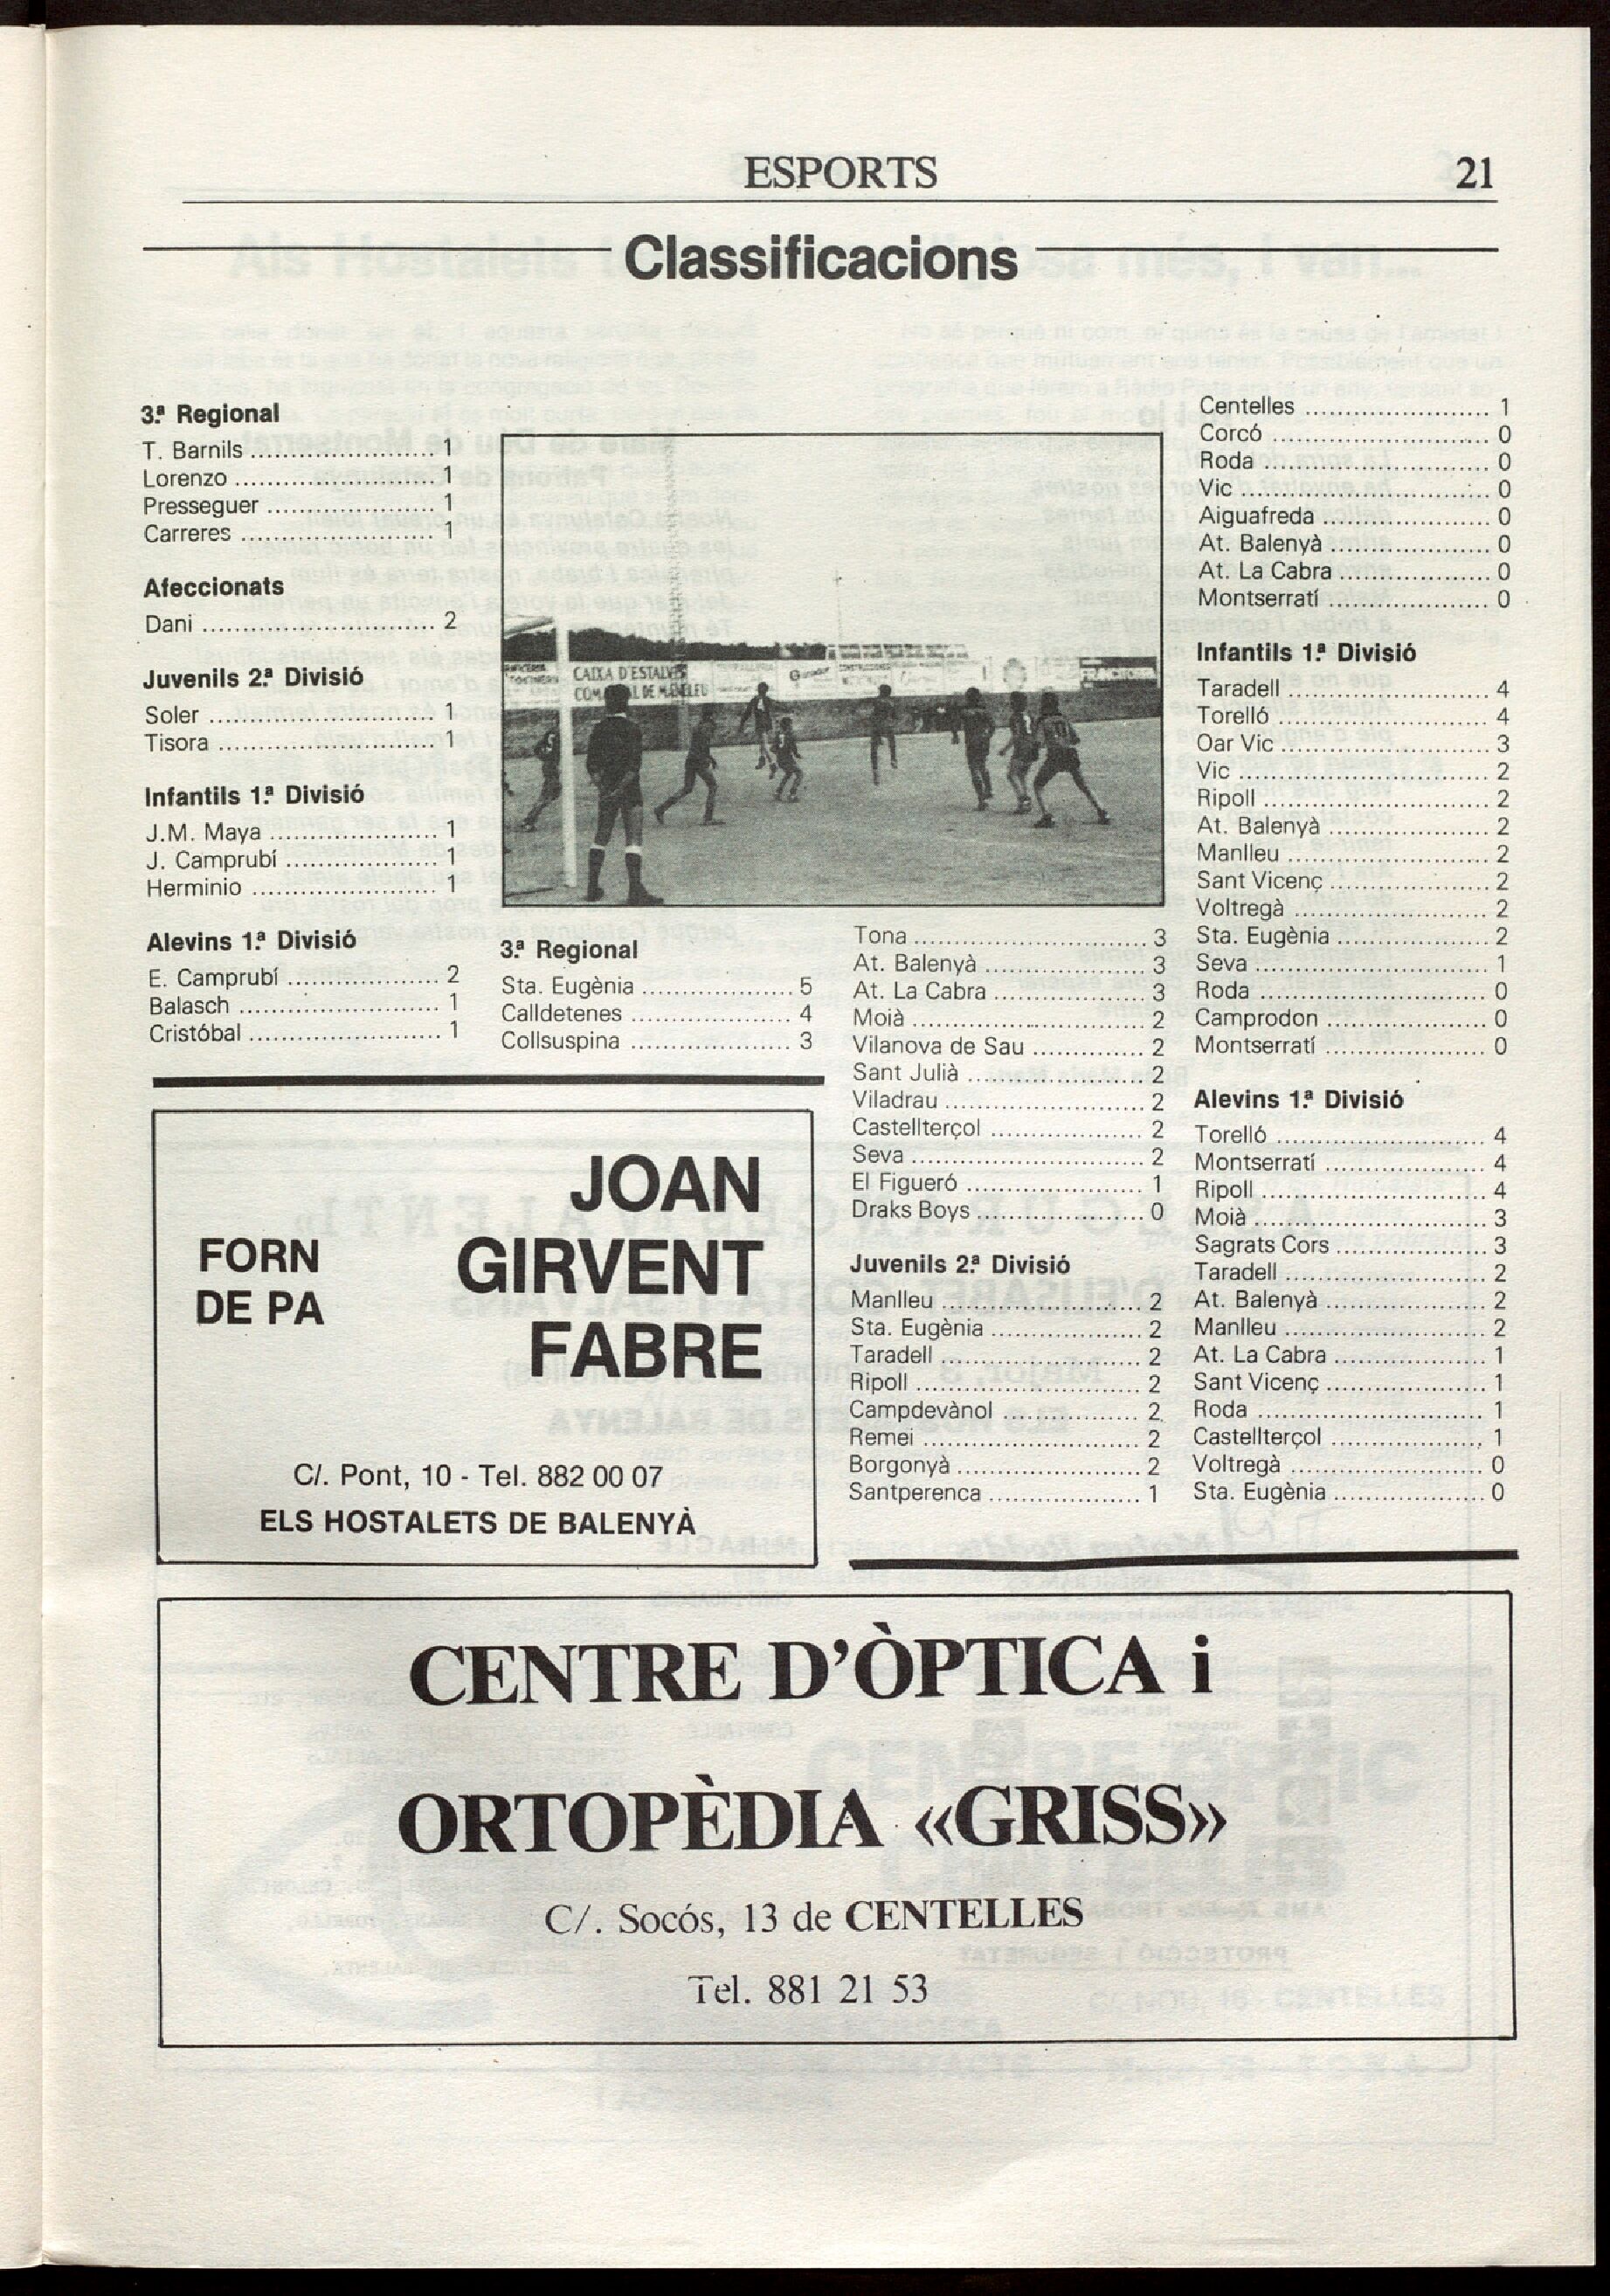 ESPORTS
21
Classificacions
3.ª Regional
T. Barnils ........ 1
Lorenzo ........ 1
Presseguer ........ 1
Carreres ........ 1
Afeccionats
Dani ........ 2
Juvenils 2.ª Divisió
Soler ........ 1
Tisora ........ 1
Infantils 1.ª Divisió
J.M. Maya ........ 1
J. Camprubí ........ 1
Herminio ........ 1
Alevins 1.ª Divisió
E. Camprubí ........ 2
Balasch ........ 1
Cristóbal ........ 1
CAIXA D'ESTALVIS
3.ª Regional
Sta. Eugènia ........ 5
Calldetenes ........ 4
Collsuspina ........ 3
Tona ........ 3
At. Balenyà ........ 3
At. La Cabra ........ 3
Moià ........ 2
Vilanova de Sau ........ 2
Sant Julià ........ 2
Viladrau ........ 2
Castellterçol ........ 2
Seva ........ 2
El Figueró ........ 1
Draks Boys ........ 0
Juvenils 2.ª Divisió
Manlleu ........ 2
Sta. Eugènia ........ 2
Taradell ........ 2
Ripoll ........ 2
Campdevànol ........ 2
Remei ........ 2
Borgonyà ........ 2
Santperenca ........ 1
Centelles ........ 1
Corcó ........ 0
Roda ........ 0
Vic ........ 0
Aiguafreda ........ 0
At. Balenyà ........ 0
At. La Cabra ........ 0
Montserratí ........ 0
Infantils 1.ª Divisió
Taradell ........ 4
Torelló ........ 4
Oar Vic ........ 3
Vic ........ 2
Ripoll ........ 2
At. Balenyà ........ 2
Manlleu ........ 2
Sant Vicenç ........ 2
Voltregà ........ 2
Sta. Eugènia ........ 2
Seva ........ 1
Roda ........ 0
Camprodon ........ 0
Montserratí ........ 0
Alevins 1.ª Divisió
Torelló ........ 4
Montserratí ........ 4
Ripoll ........ 4
Moià ........ 3
Sagrats Cors ........ 3
Taradell ........ 2
At. Balenyà ........ 2
Manlleu ........ 2
At. La Cabra ........ 1
Sant Vicenç ........ 1
Roda ........ 1
Castellterçol ........ 1
Voltregà ........ 0
Sta. Eugènia ........ 0
FORN
DE PA
JOAN
GIRVENT
FABRE
C/. Pont, 10 - Tel. 882 00 07
ELS HOSTALETS DE BALENYÀ
CENTRE D'ÒPTICA i
ORTOPÈDIA «GRISS»
C/. Socós, 13 de CENTELLES
Tel. 881 21 53